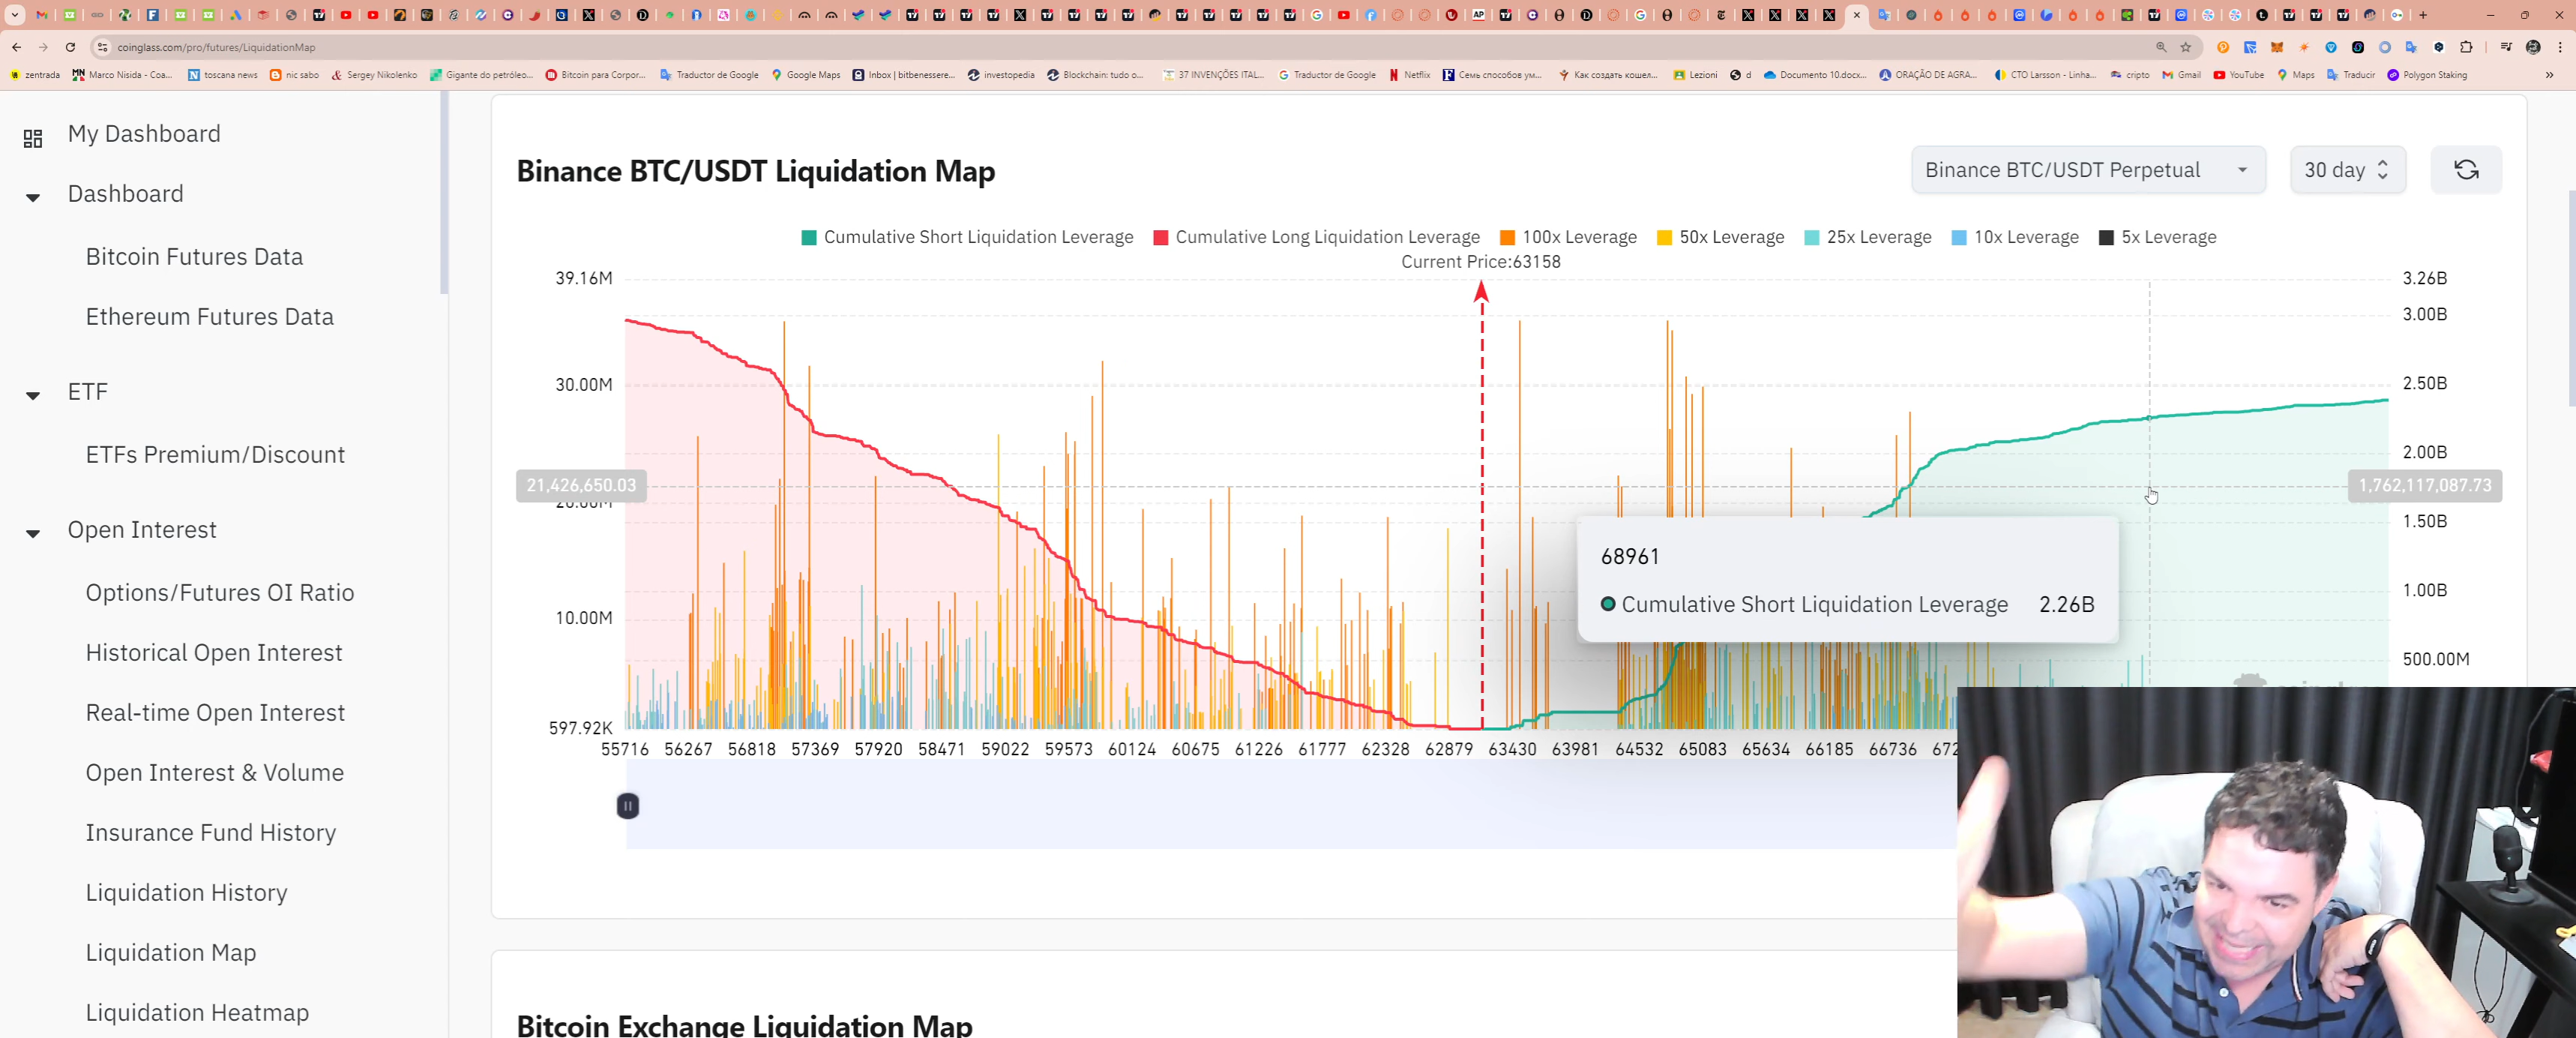 coinglass.com/pro/futures/LiquidationMap
zentrada
Marco Nisida - Coa...
toscana news
nic sabo
Sergey Nikolenko
Gigante do petróleo...
Bitcoin para Corpor...
Traductor de Google
Google Maps
Inbox | bitbenessere...
investopedia
Blockchain: tudo o...
37 INVENÇÕES ITAL...
Traductor de Google
Netflix
Семь способов ум...
Как создать кошел...
Lezioni
d
Documento 10.docx...
ORAÇÃO DE AGRA...
CTO Larsson - Linha...
cripto
Gmail
YouTube
Maps
Traducir
Polygon Staking
My Dashboard
Dashboard
Bitcoin Futures Data
Ethereum Futures Data
ETF
ETFs Premium/Discount
Open Interest
Options/Futures OI Ratio
Historical Open Interest
Real-time Open Interest
Open Interest & Volume
Insurance Fund History
Liquidation History
Liquidation Map
Liquidation Heatmap
Binance BTC/USDT Liquidation Map
Binance BTC/USDT Perpetual
30 day
Cumulative Short Liquidation Leverage
Cumulative Long Liquidation Leverage
100x Leverage
50x Leverage
25x Leverage
10x Leverage
5x Leverage
Current Price:63158
39.16M
30.00M
21,426,650.03
20.00M
10.00M
597.92K
3.26B
3.00B
2.50B
2.00B
1,762,117,087.73
1.50B
1.00B
500.00M
68961
Cumulative Short Liquidation Leverage 2.26B
55716 56267 56818 57369 57920 58471 59022 59573 60124 60675 61226 61777 62328 62879 63430 63981 64532 65083 65634 66185 66736 672
Bitcoin Exchange Liquidation Map